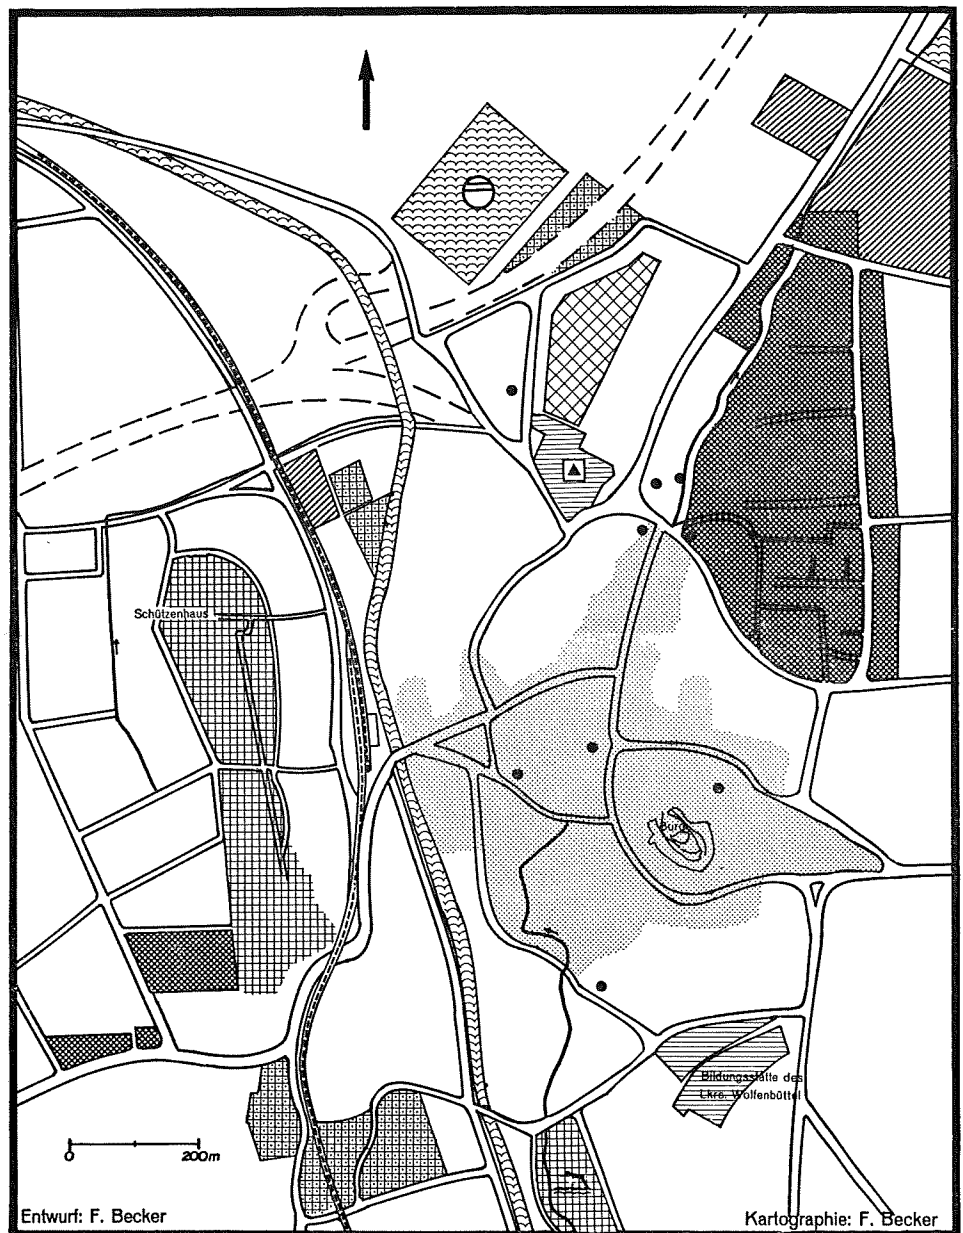 Schützenhaus
Burg
Bildungsstätte des
Lkrs. Wolfenbüttel
0 200m
Entwurf: F. Becker
Kartographie: F. Becker